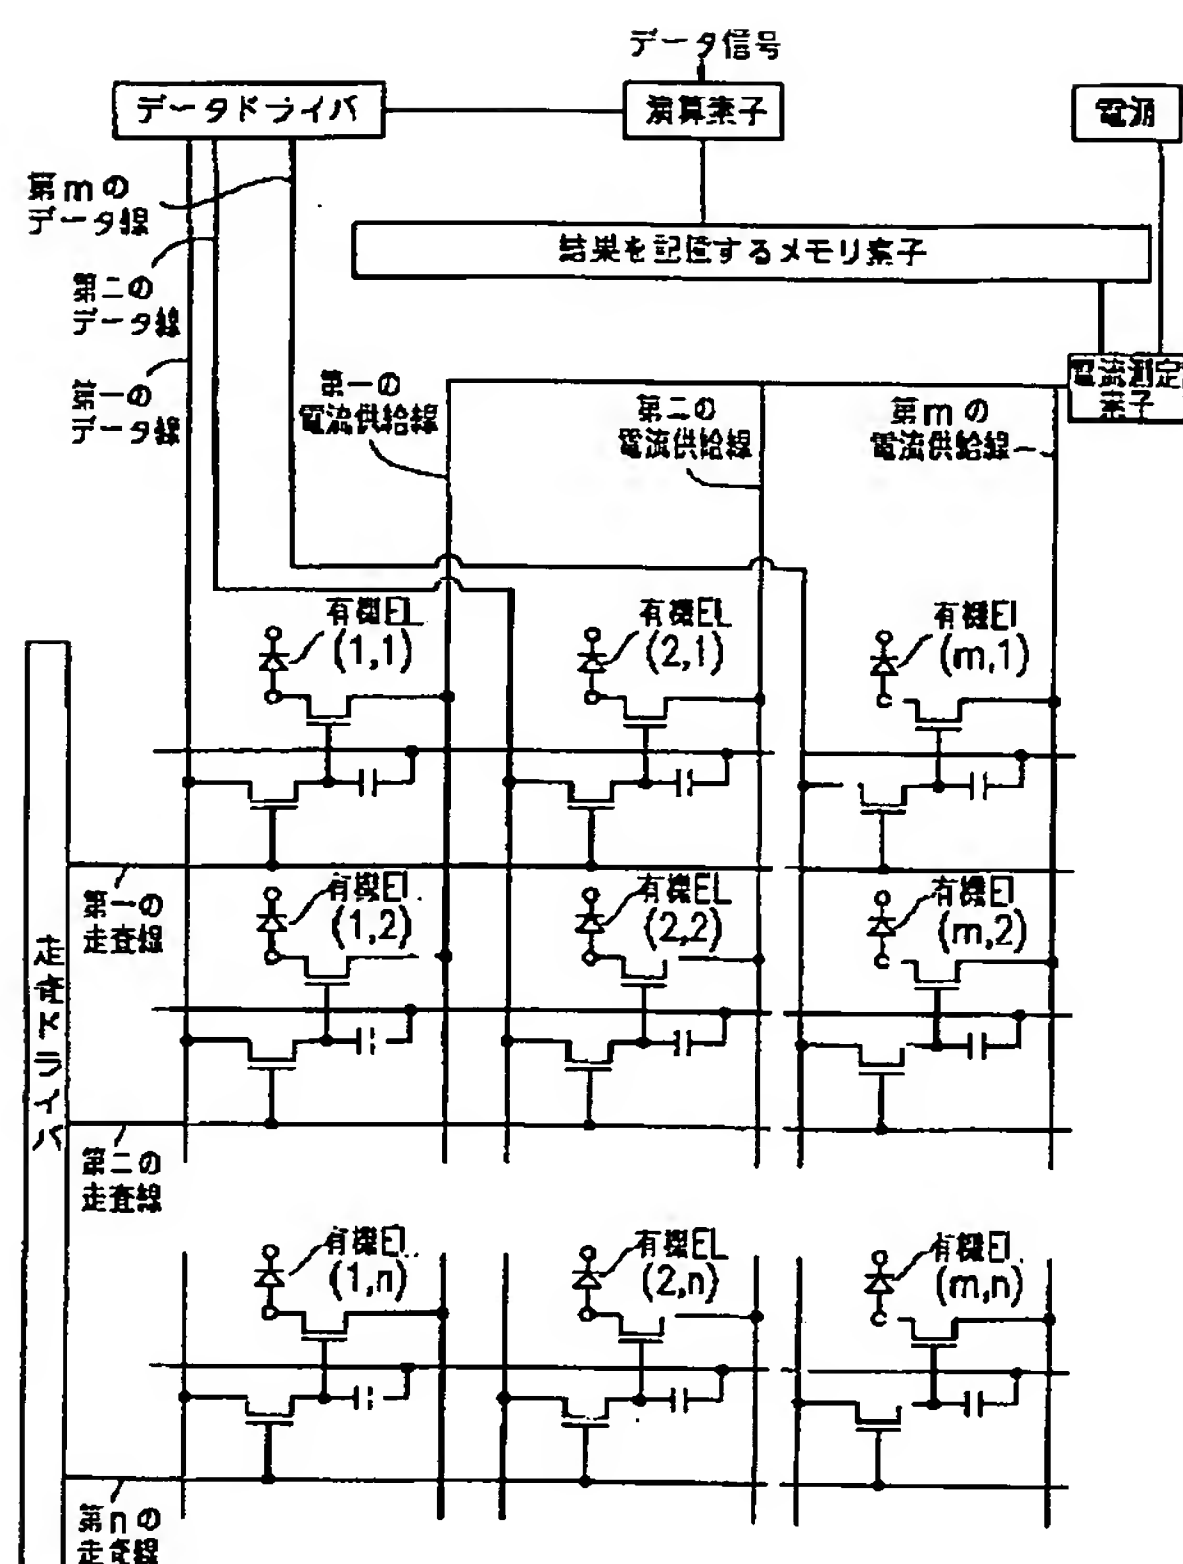 データ信号
データドライバ
演算素子
電源
第mの
データ線
結果を記憶するメモリ素子
第二の
データ線
第一の
データ線
第一の
電流供給線
第二の
電流供給線
第mの
電流供給線
電流測定
素子
有機EL
(1,1)
有機EL
(2,1)
有機EL
(m,1)
第一の
走査線
有機EL
(1,2)
有機EL
(2,2)
有機EL
(m,2)
走査ドライバ
第二の
走査線
有機EL
(1,n)
有機EL
(2,n)
有機EL
(m,n)
第nの
走査線